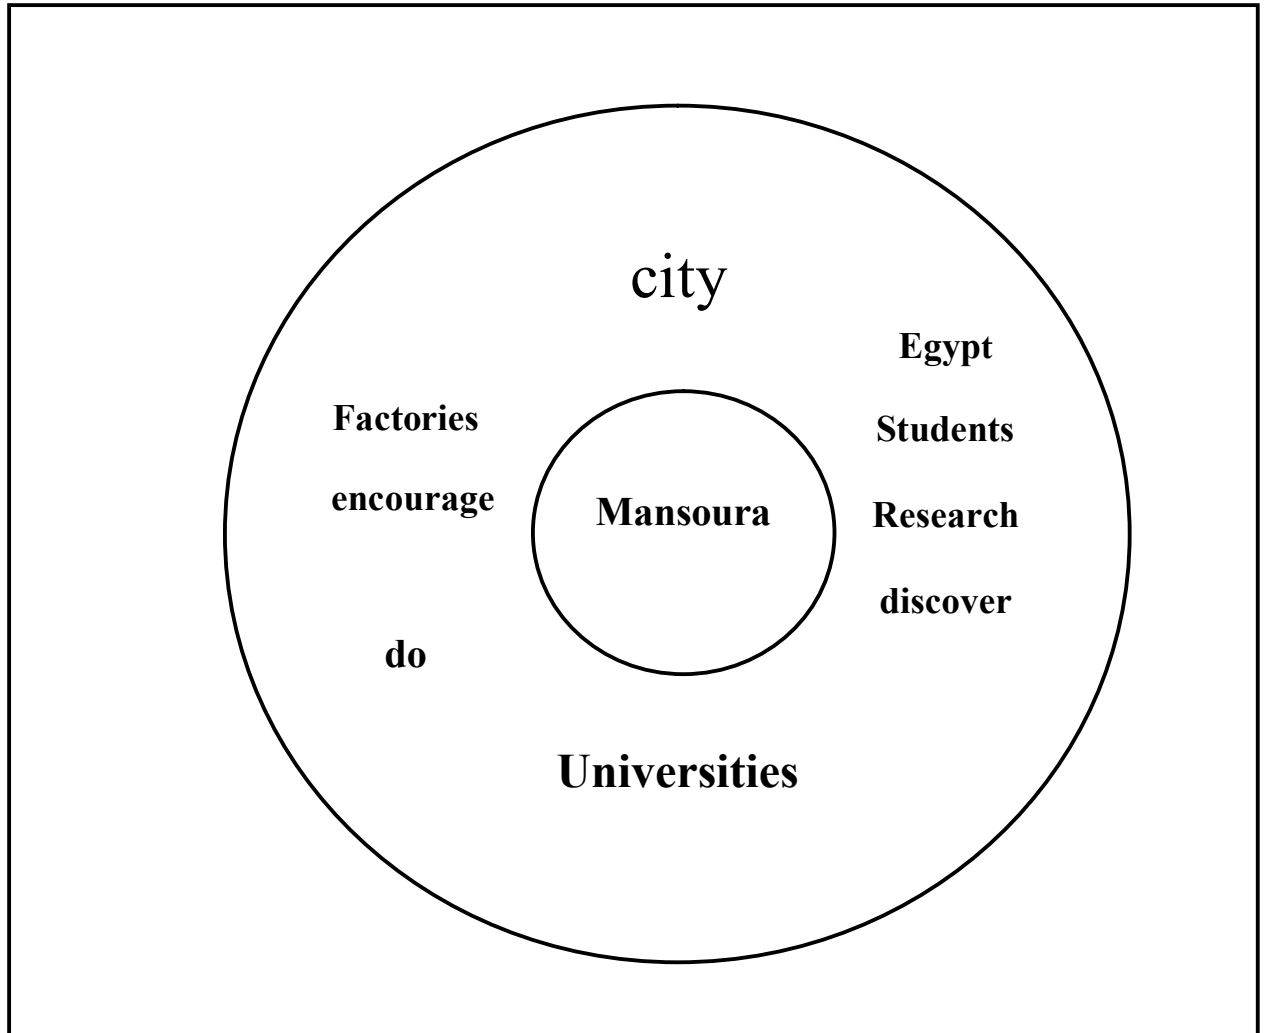 city
Egypt
Factories
Students
encourage
Mansoura
Research
discover
do
Universities